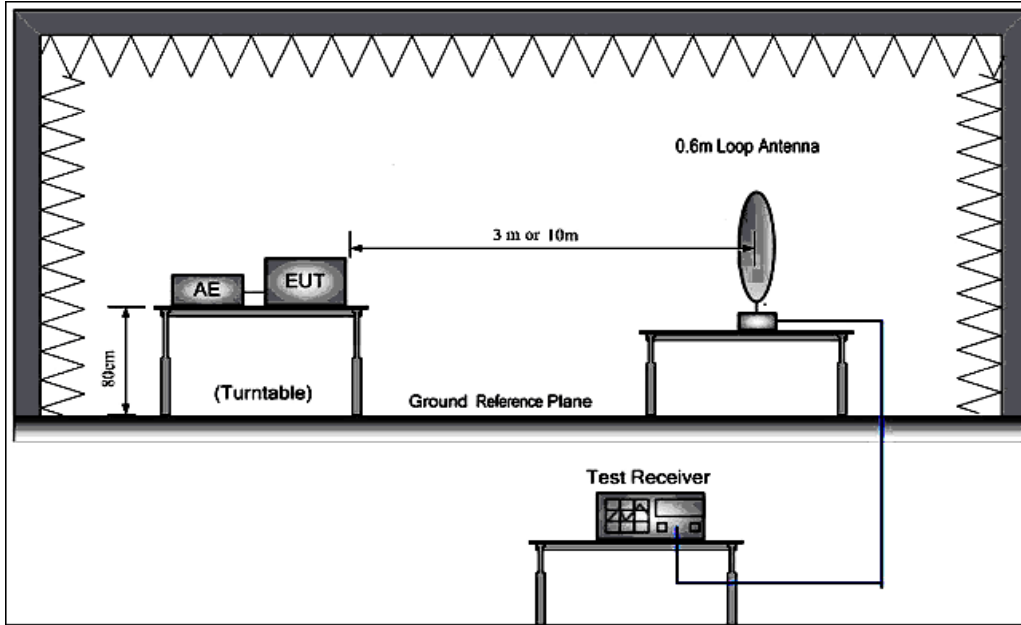 0.6m Loop Antenna
3 m or 10m
AE
EUT
80cm
(Turntable)
Ground Reference Plane
Test Receiver